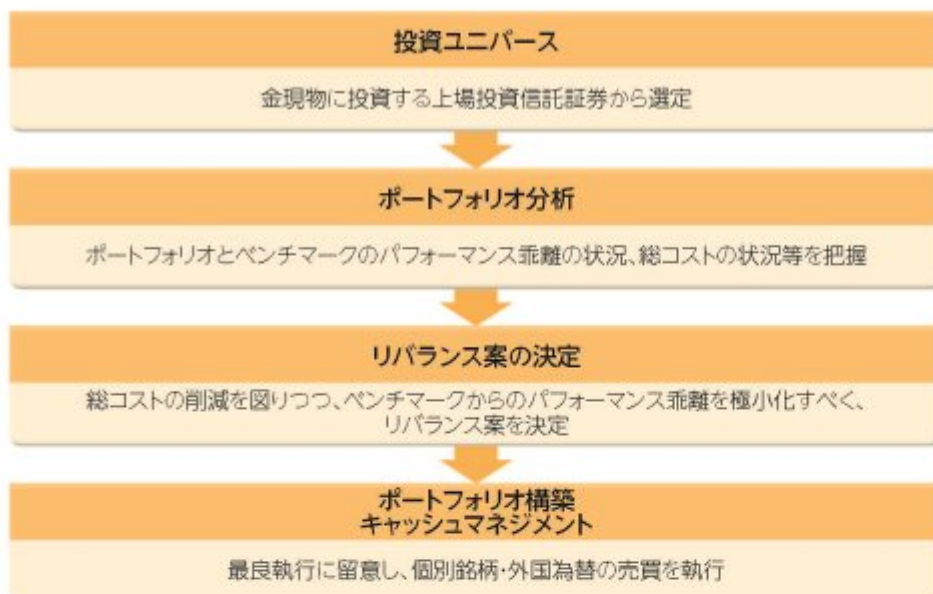 投資ユニバース
金現物に投資する上場投資信託証券から選定
ポートフォリオ分析
ポートフォリオとベンチマークのパフォーマンス乖離の状況、総コストの状況等を把握
リバランス案の決定
総コストの削減を図りつつ、ベンチマークからのパフォーマンス乖離を極小化すべく、
リバランス案を決定
ポートフォリオ構築
キャッシュマネジメント
最良執行に留意し、個別銘柄・外国為替の売買を執行